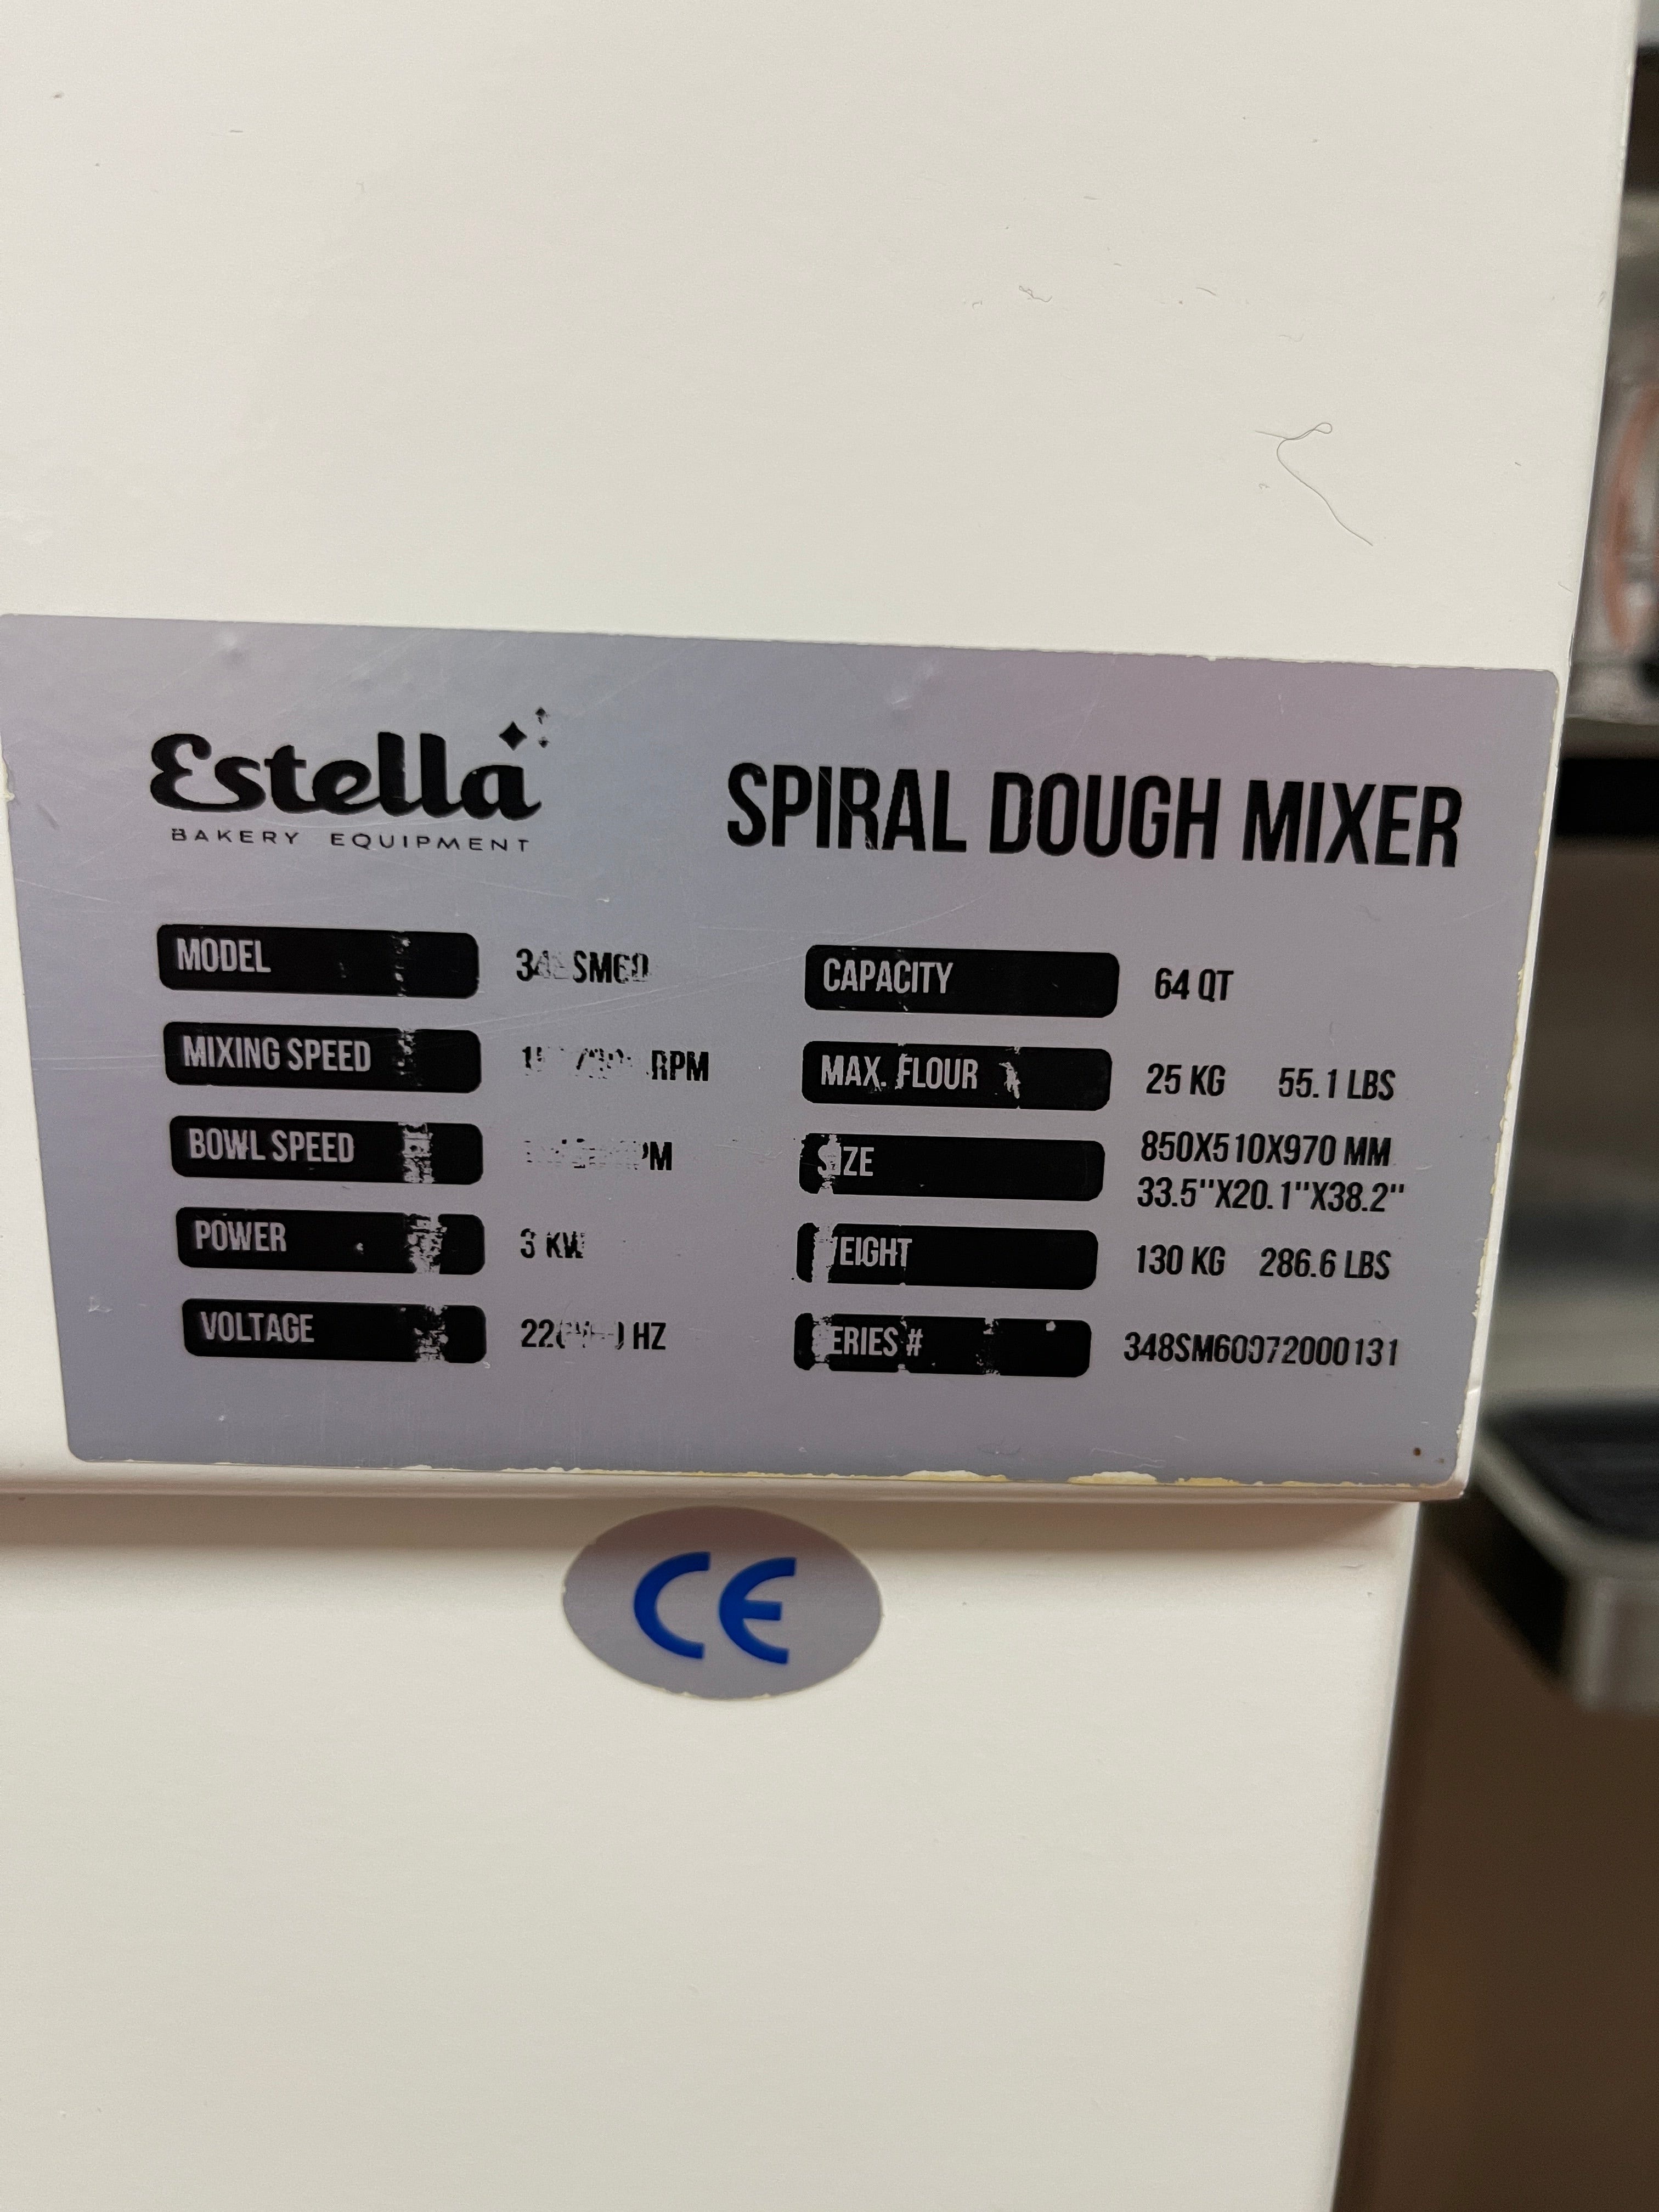 Estella
BAKERY EQUIPMENT
SPIRAL DOUGH MIXER
MODEL
MIXING SPEED RPM
BOWL SPEED
POWER 3 KW
VOLTAGE HZ
CAPACITY 64 QT
MAX. FLOUR 25 KG 55.1 LBS
SIZE 850X510X970 MM
33.5"X20.1"X38.2"
WEIGHT 130 KG 286.6 LBS
SERIES # 348SM60072000131
CE